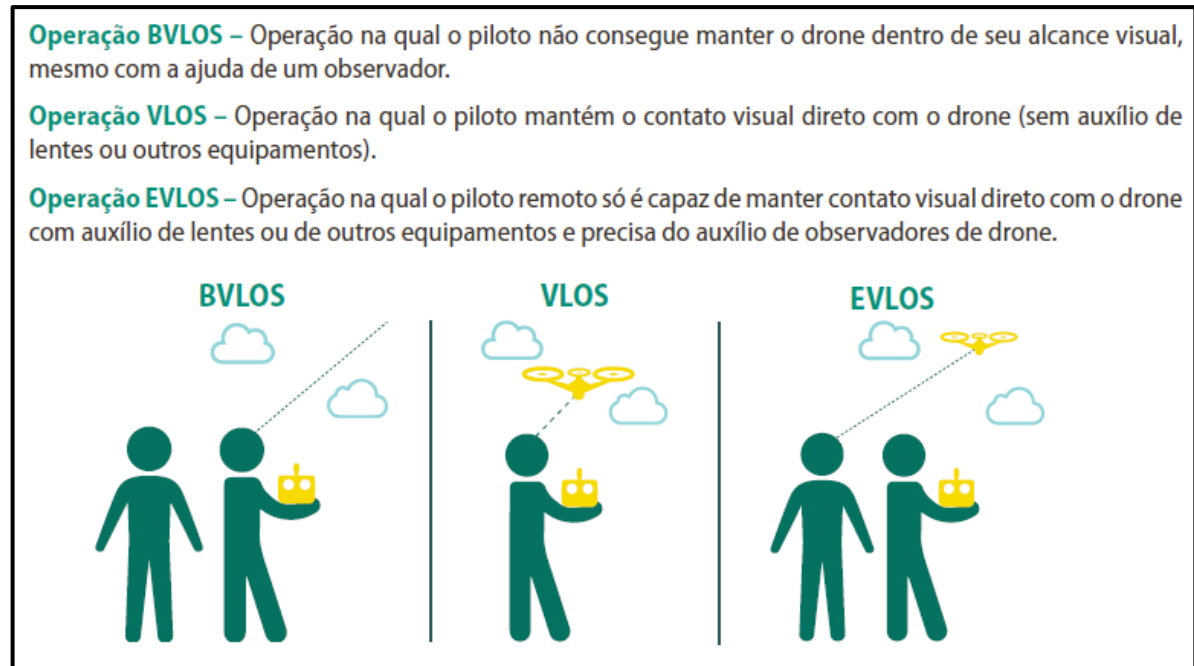 Operação BVLOS – Operação na qual o piloto não consegue manter o drone dentro de seu alcance visual,
mesmo com a ajuda de um observador.
Operação VLOS – Operação na qual o piloto mantém o contato visual direto com o drone (sem auxílio de
lentes ou outros equipamentos).
Operação EVLOS – Operação na qual o piloto remoto só é capaz de manter contato visual direto com o drone
com auxílio de lentes ou de outros equipamentos e precisa do auxílio de observadores de drone.
BVLOS
VLOS
EVLOS